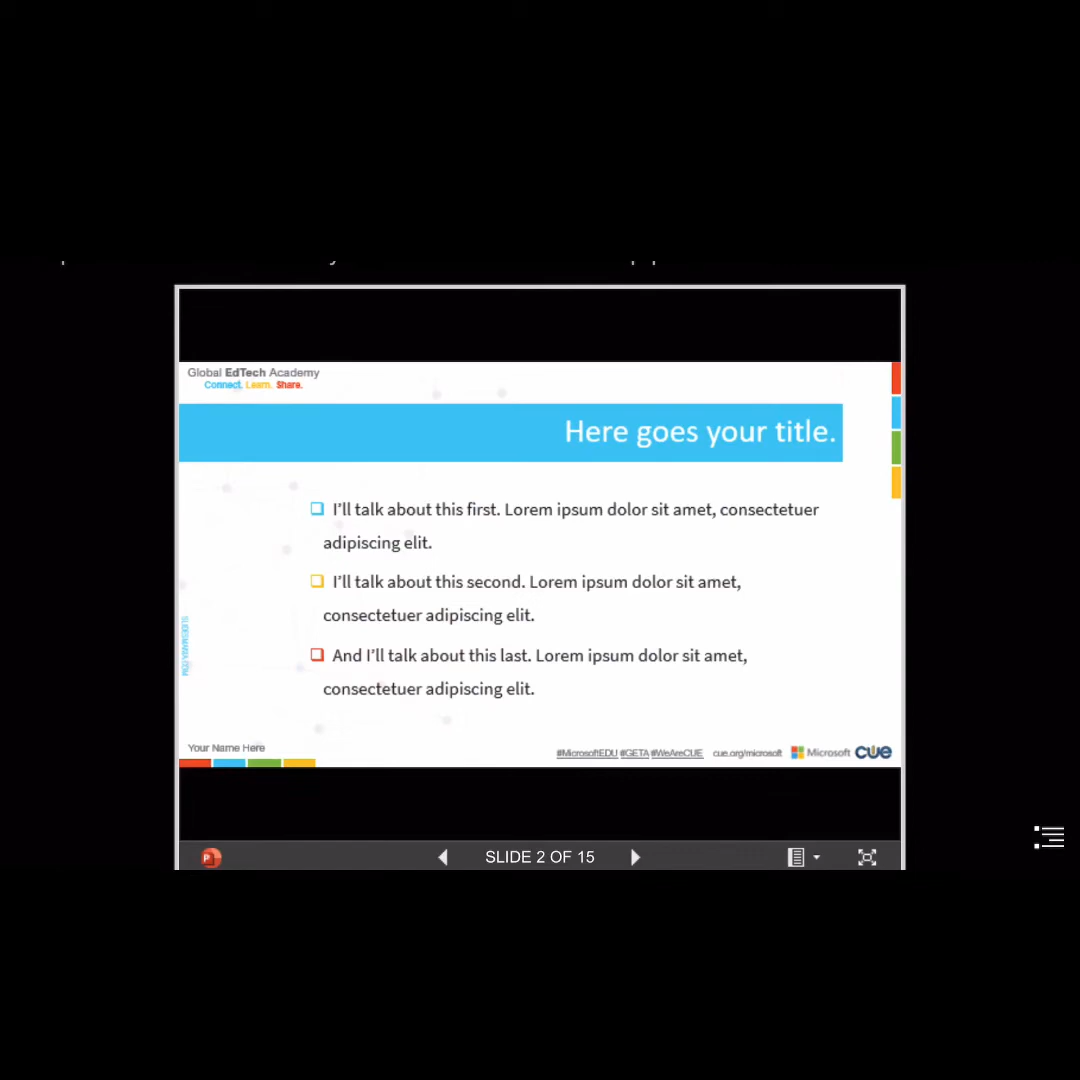 Global EdTech Academy
Connect. Learn. Share.
Here goes your title.
I'll talk about this first. Lorem ipsum dolor sit amet, consectetuer
adipiscing elit.
I'll talk about this second. Lorem ipsum dolor sit amet,
consectetuer adipiscing elit.
And I'll talk about this last. Lorem ipsum dolor sit amet,
consectetuer adipiscing elit.
Your Name Here
#MicrosoftEDU #GETA #WeAreCUE cue.org/microsoft Microsoft cue
SLIDE 2 OF 15